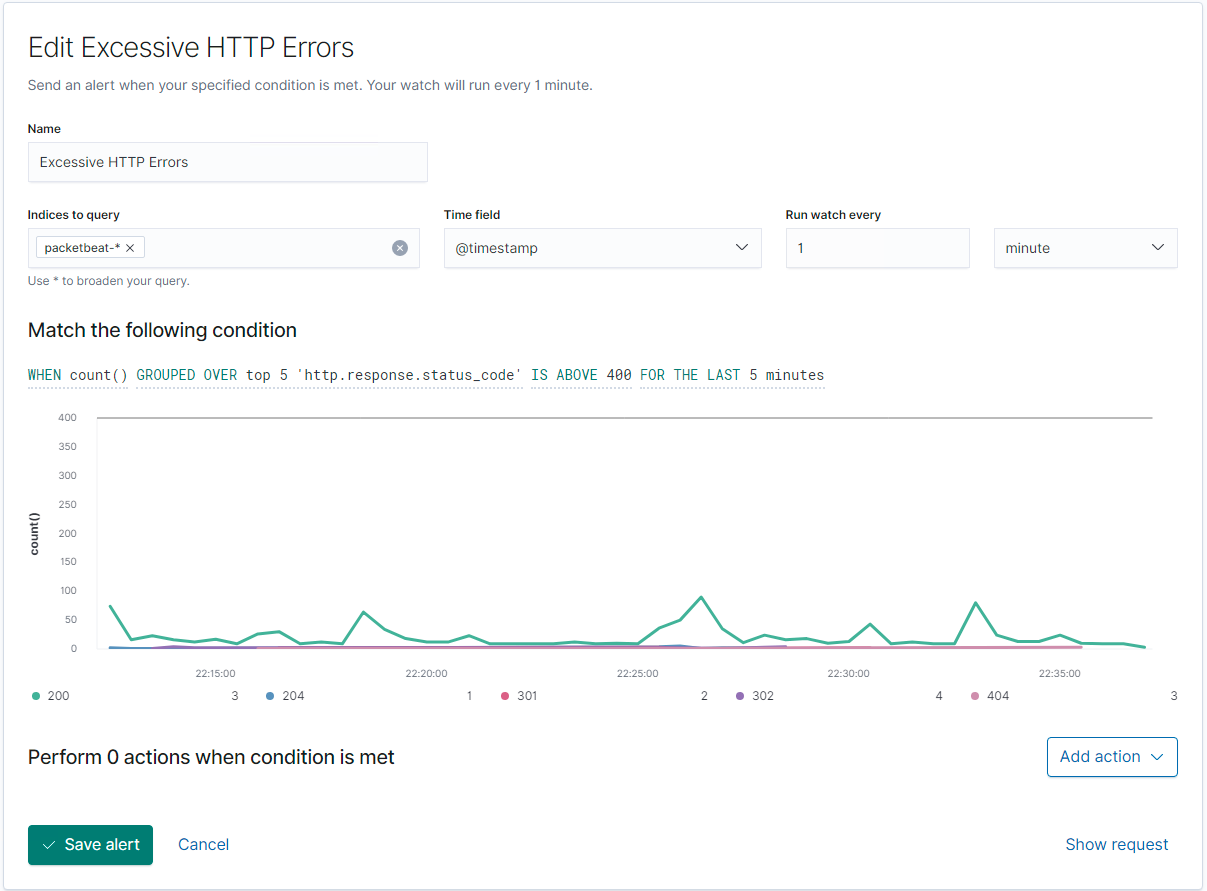 Edit Excessive HTTP Errors
Send an alert when your specified condition is met. Your watch will run every 1 minute.
Name
Excessive HTTP Errors
Indices to query Time field Run watch every
packetbeat-* @timestamp 1 minute
Use * to broaden your query.
Match the following condition
WHEN count() GROUPED OVER top 5 'http.response.status_code' IS ABOVE 400 FOR THE LAST 5 minutes
400
350
300
250
200
150
100
50
0
count()
22:15:00 22:20:00 22:25:00 22:30:00 22:35:00
200 3 204 1 301 2 302 4 404 3
Perform 0 actions when condition is met Add action
Save alert Cancel Show request